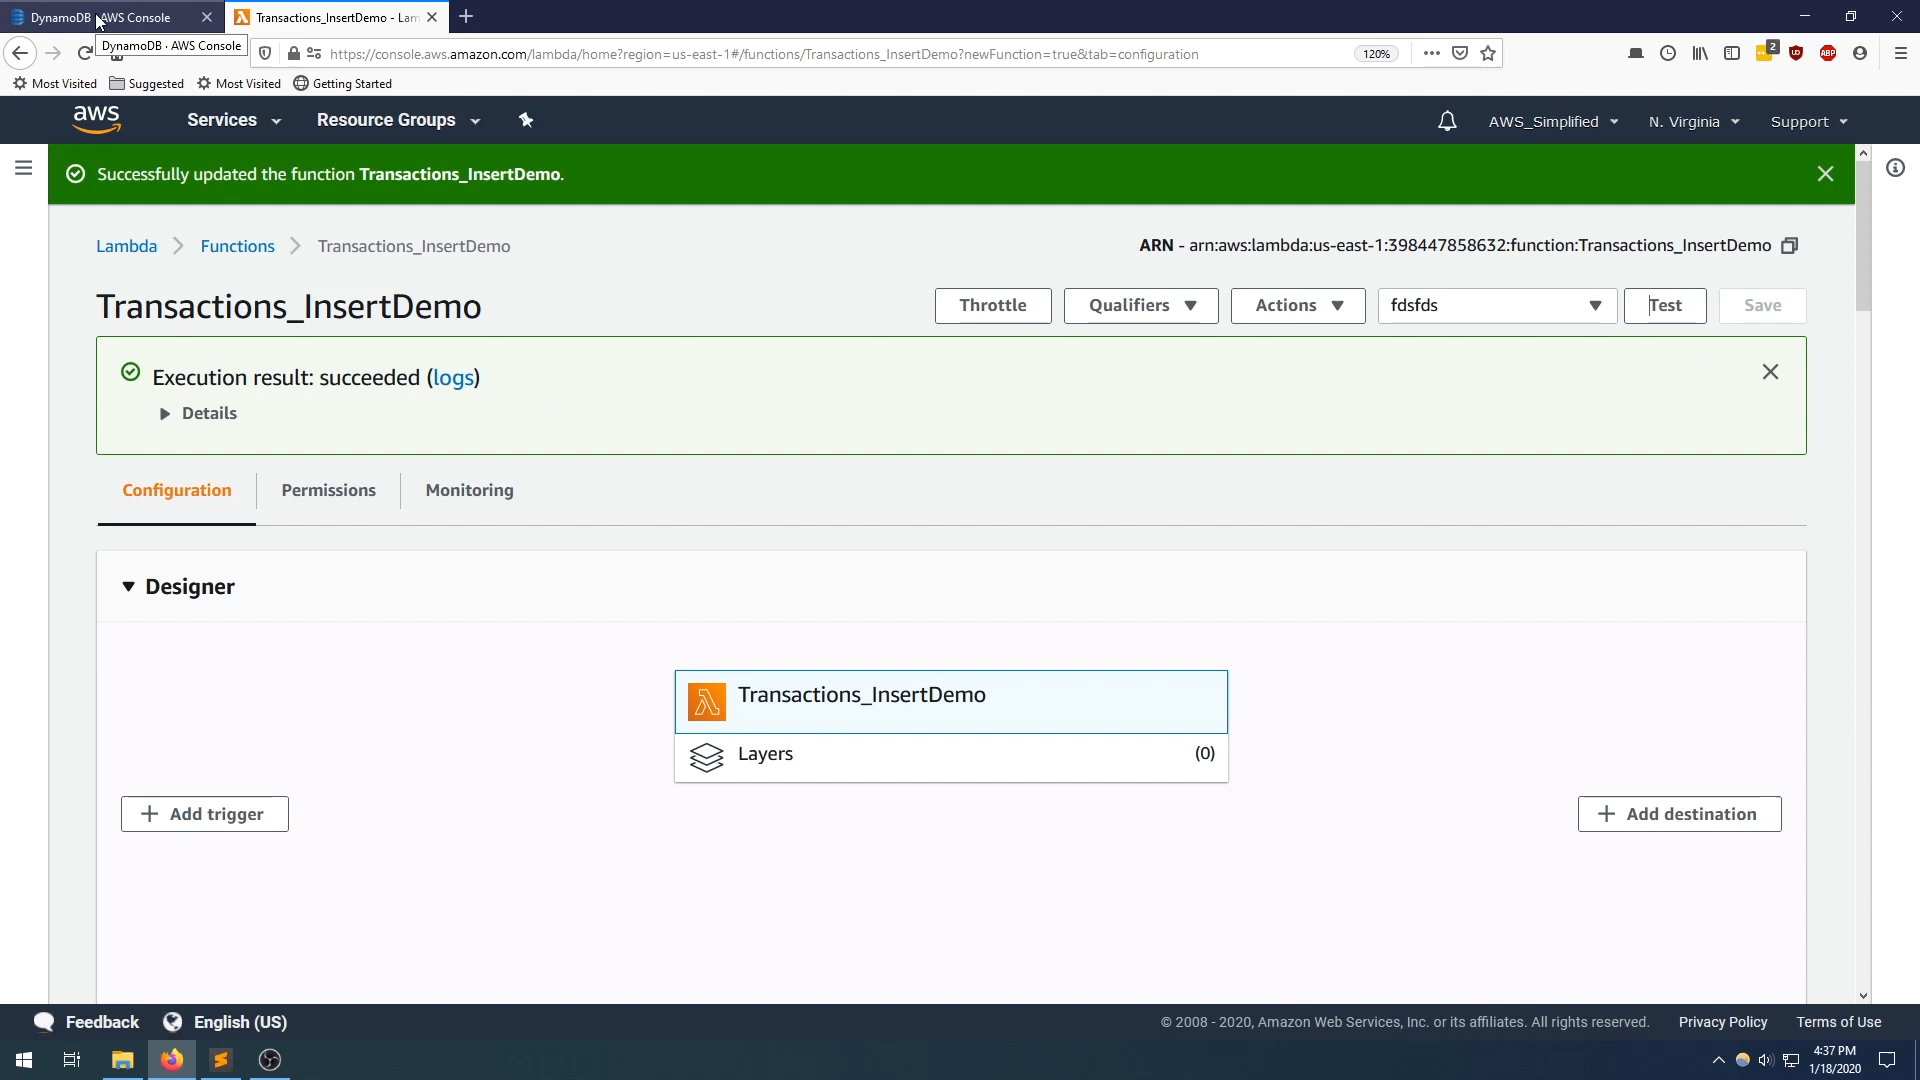 DynamoDB · AWS Console
Transactions_InsertDemo - Lam
DynamoDB · AWS Console
https://console.aws.amazon.com/lambda/home?region=us-east-1#/functions/Transactions_InsertDemo?newFunction=true&tab=configuration
120%
2
Most Visited
Suggested
Most Visited
Getting Started
aws
Services
Resource Groups
AWS_Simplified
N. Virginia
Support
Successfully updated the function Transactions_InsertDemo.
Lambda
Functions
Transactions_InsertDemo
ARN - arn:aws:lambda:us-east-1:398447858632:function:Transactions_InsertDemo
Transactions_InsertDemo
Throttle
Qualifiers
Actions
fdsfds
Test
Save
Execution result: succeeded (logs)
Details
Configuration
Permissions
Monitoring
Designer
Transactions_InsertDemo
Layers
(0)
Add trigger
Add destination
Feedback
English (US)
© 2008 - 2020, Amazon Web Services, Inc. or its affiliates. All rights reserved.
Privacy Policy
Terms of Use
4:37 PM
1/18/2020